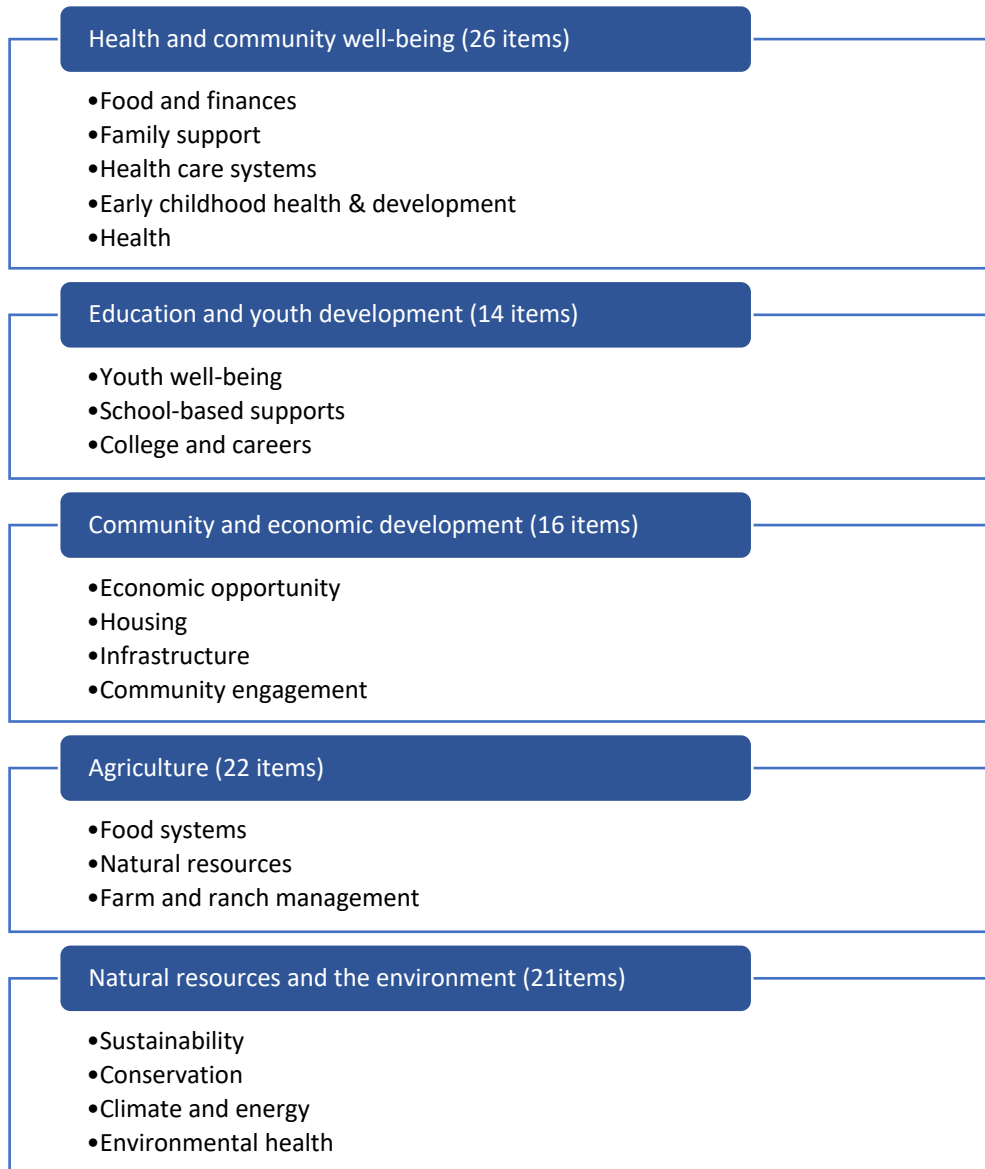 Health and community well-being (26 items)
•Food and finances
•Family support
•Health care systems
•Early childhood health & development
•Health
Education and youth development (14 items)
•Youth well-being
•School-based supports
•College and careers
Community and economic development (16 items)
•Economic opportunity
•Housing
•Infrastructure
•Community engagement
Agriculture (22 items)
•Food systems
•Natural resources
•Farm and ranch management
Natural resources and the environment (21items)
•Sustainability
•Conservation
•Climate and energy
•Environmental health